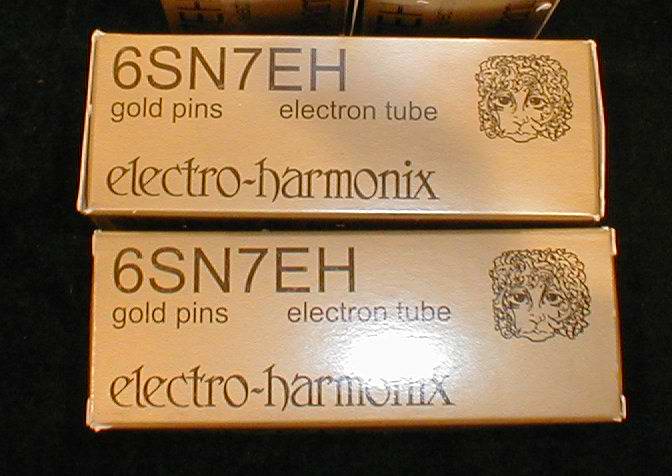 6SN7EH
gold pins electron tube
electro-harmonix
6SN7EH
gold pins electron tube
electro-harmonix